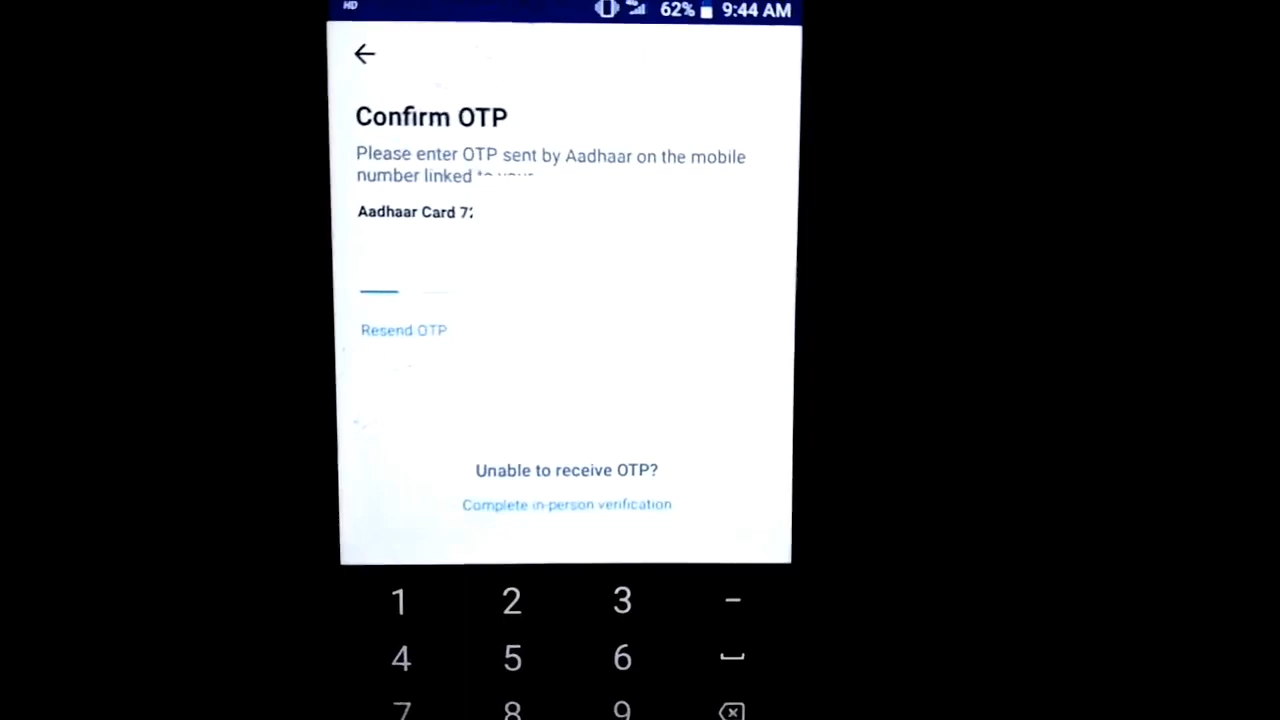 HD 62% 9:44 AM
Confirm OTP
Please enter OTP sent by Aadhaar on the mobile
number linked
Aadhaar Card 7
Resend OTP
Unable to receive OTP?
Complete in-person verification
1 2 3 -
4 5 6
7 8 9